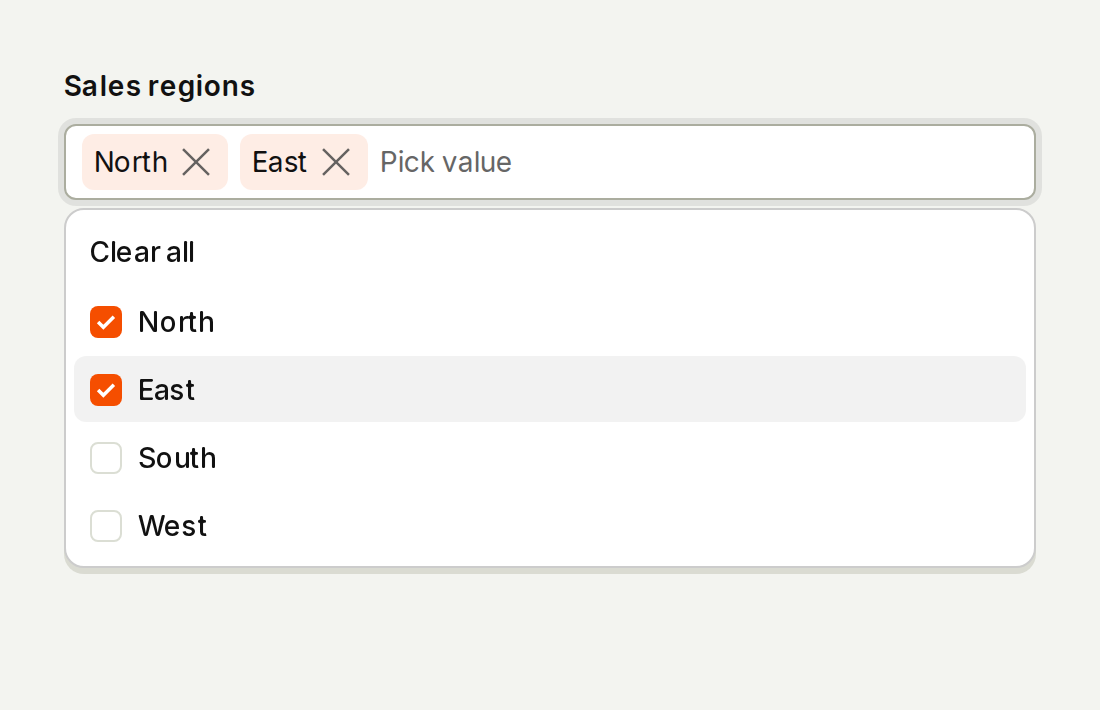 Sales regions
North East Pick value
Clear all
North
East
South
West